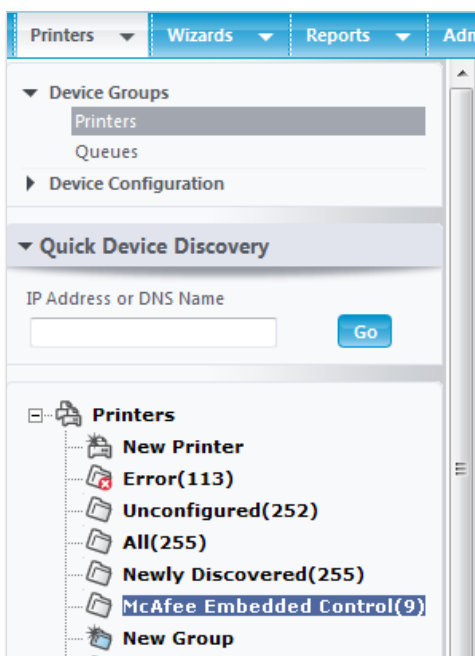 Printers Wizards Reports Adm
Device Groups
Printers
Queues
Device Configuration
Quick Device Discovery
IP Address or DNS Name
Go
Printers
New Printer
Error(113)
Unconfigured(252)
All(255)
Newly Discovered(255)
McAfee Embedded Control(9)
New Group